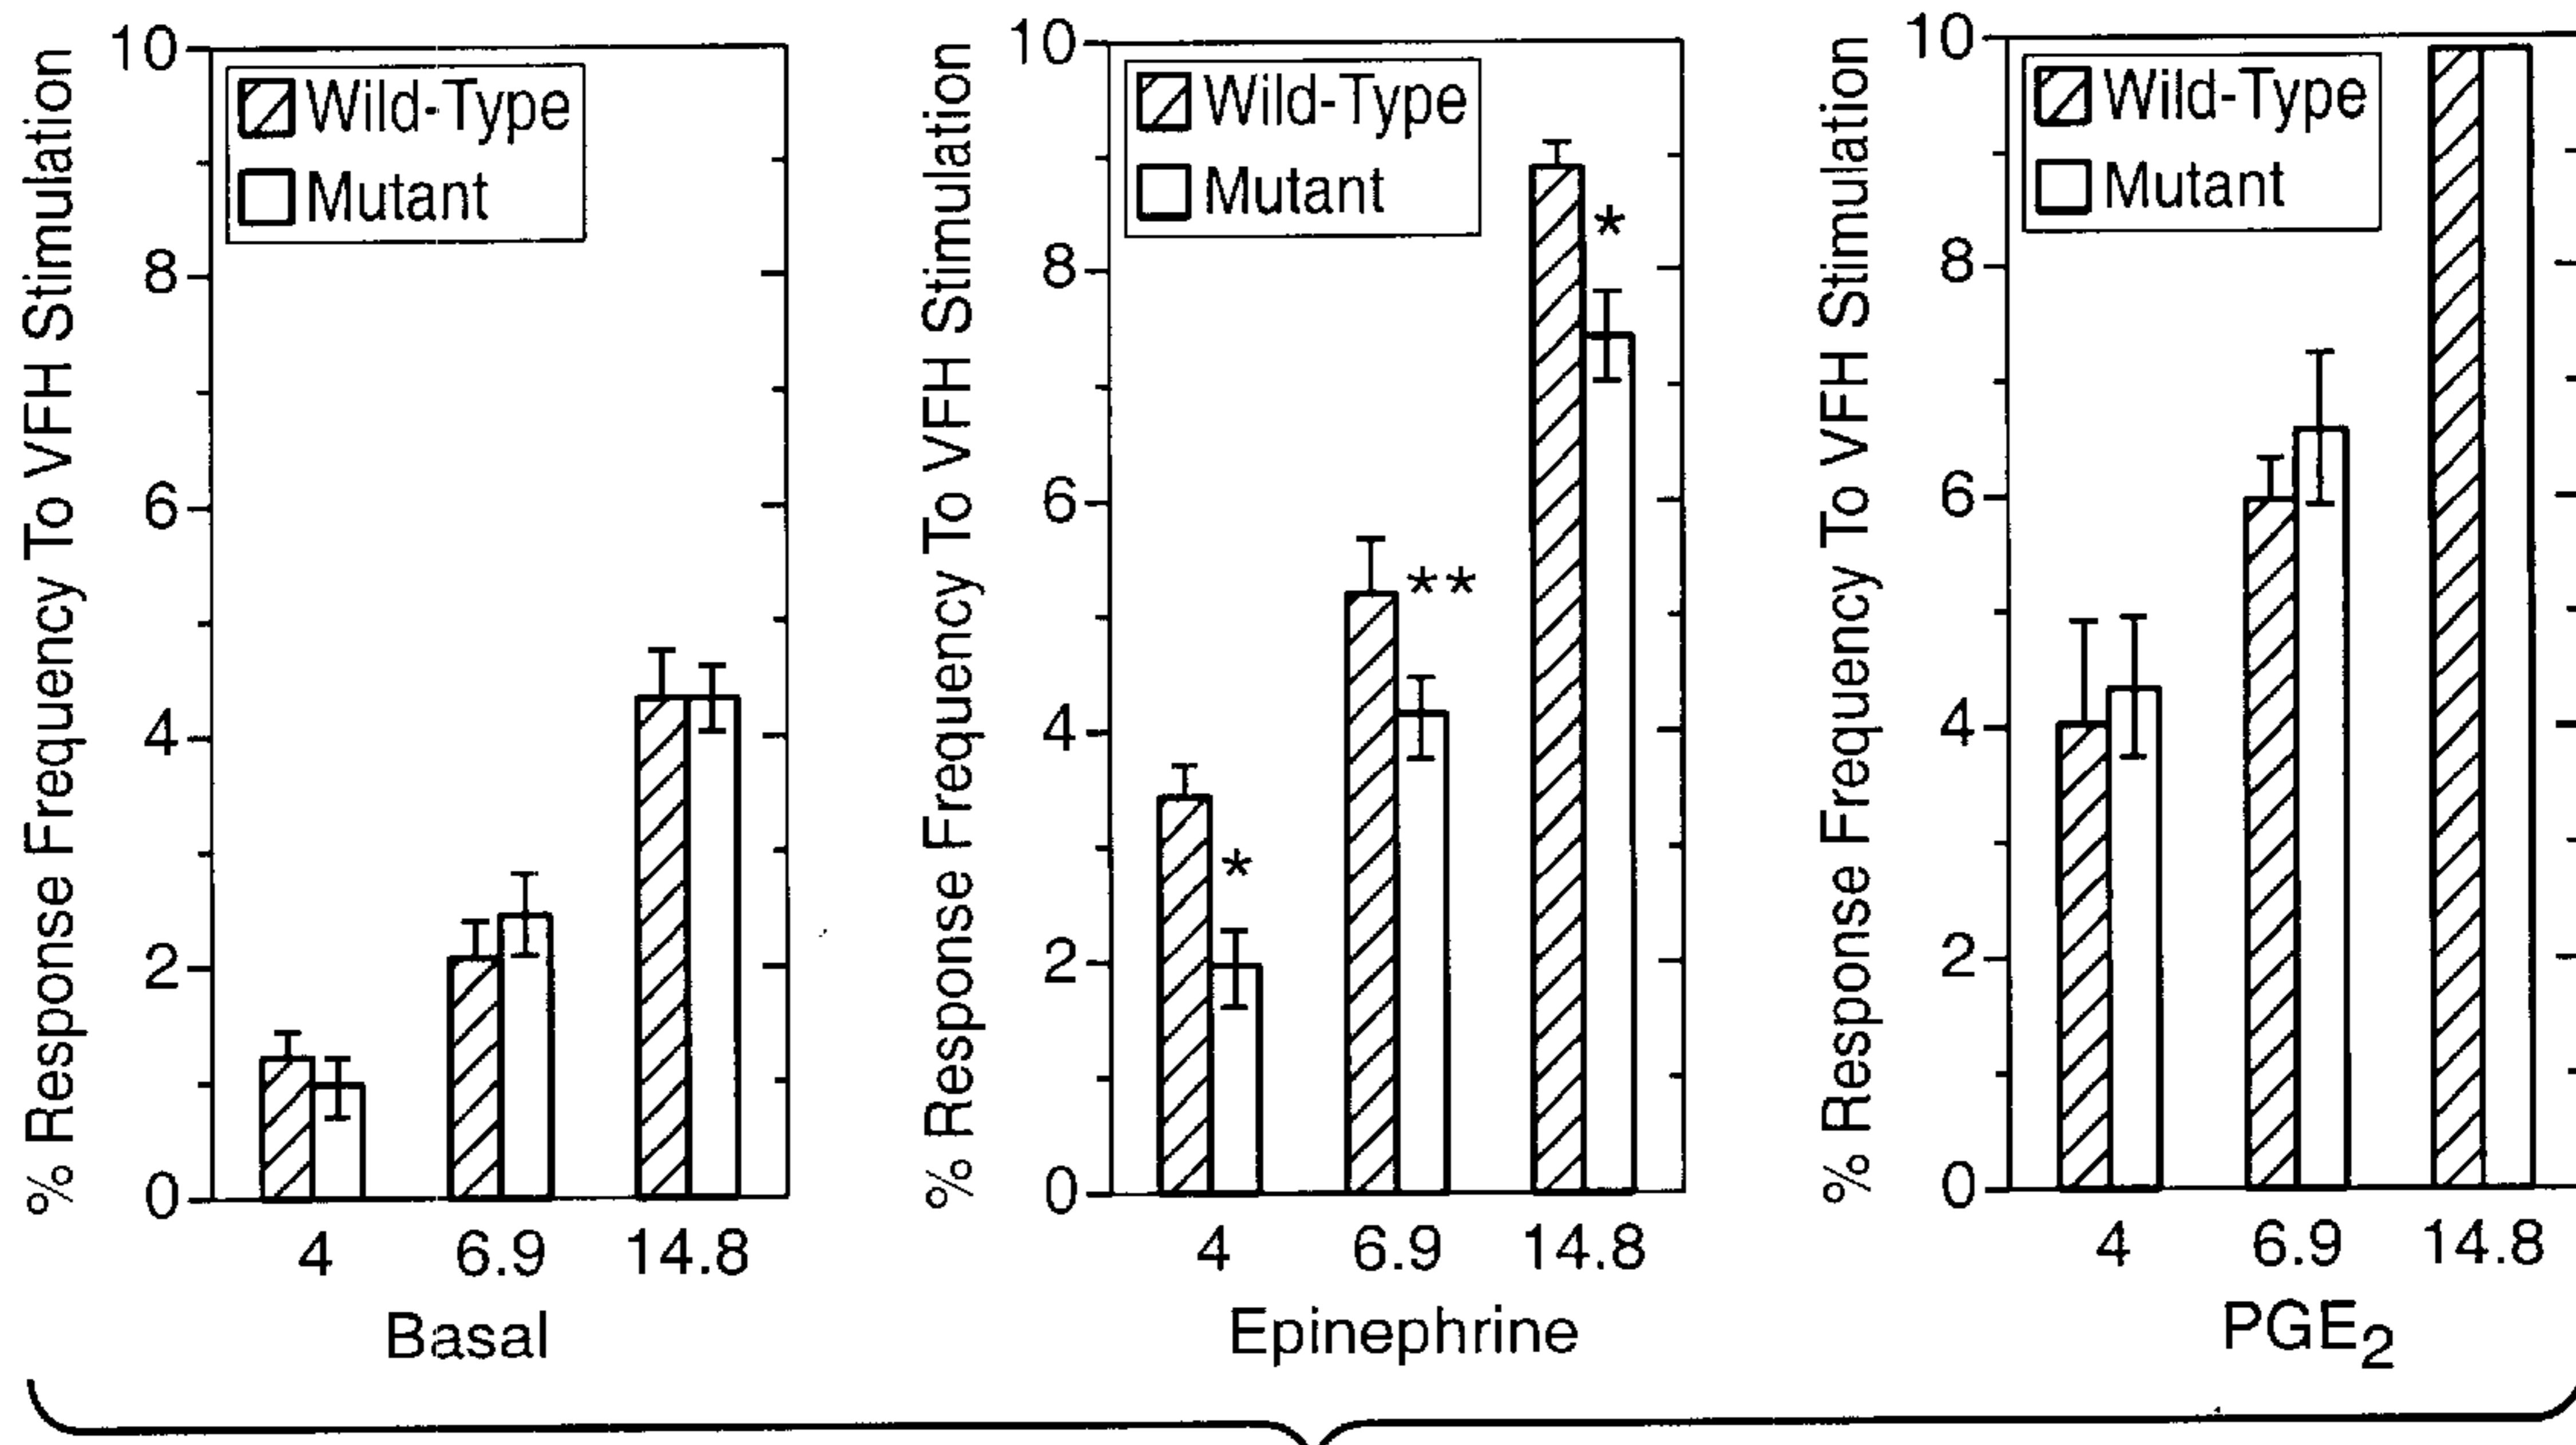 % Response Frequency To VFH Stimulation
10
8
6
4
2
0
Wild-Type
Mutant
4 6.9 14.8
Basal
% Response Frequency To VFH Stimulation
10
8
6
4
2
0
Wild-Type
Mutant
*
**
*
4 6.9 14.8
Epinephrine
% Response Frequency To VFH Stimulation
10
8
6
4
2
0
Wild-Type
Mutant
4 6.9 14.8
PGE₂